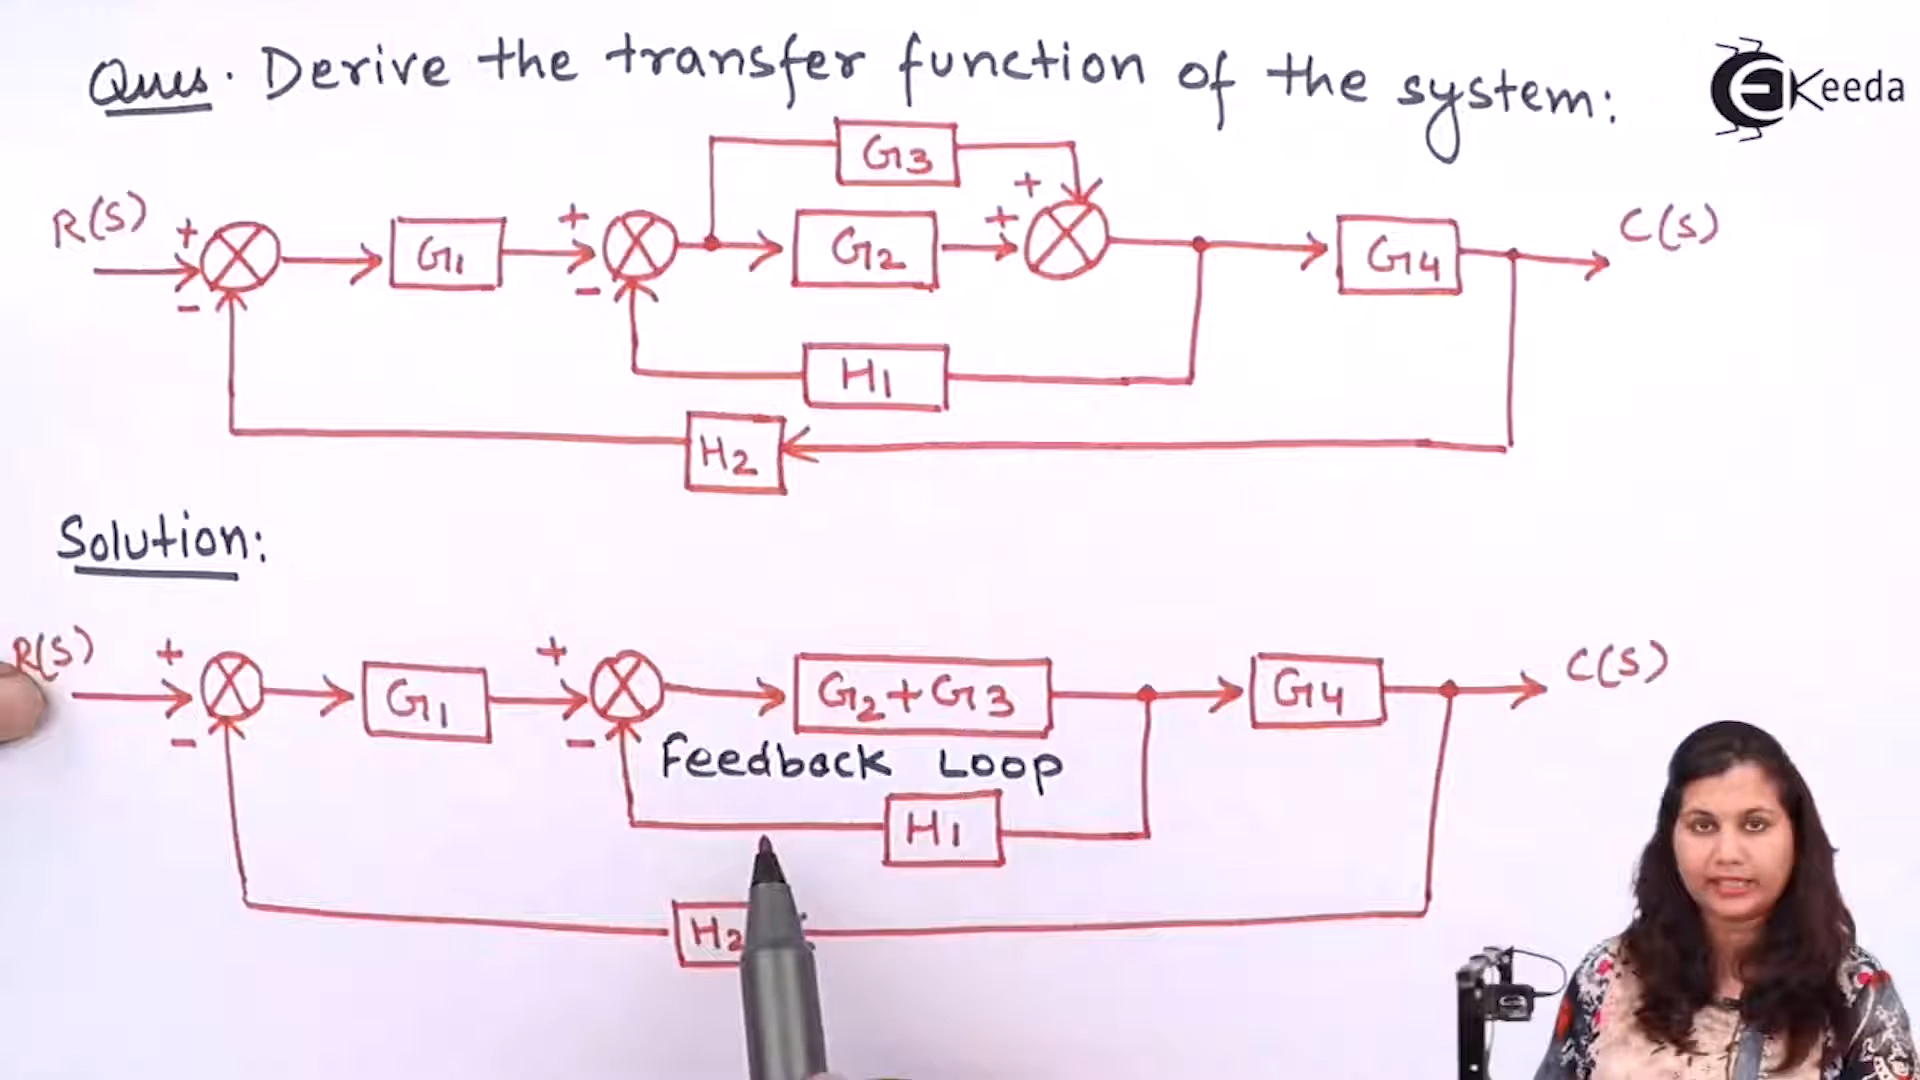 Ques. Derive the transfer function of the system:
EKeeda
G3
R(S) + G1 + G2 + + G4 C(S)
- -
H1
H2
Solution:
R(S) + G1 + G2+G3 G4 C(S)
- -
Feedback Loop
H1
H2